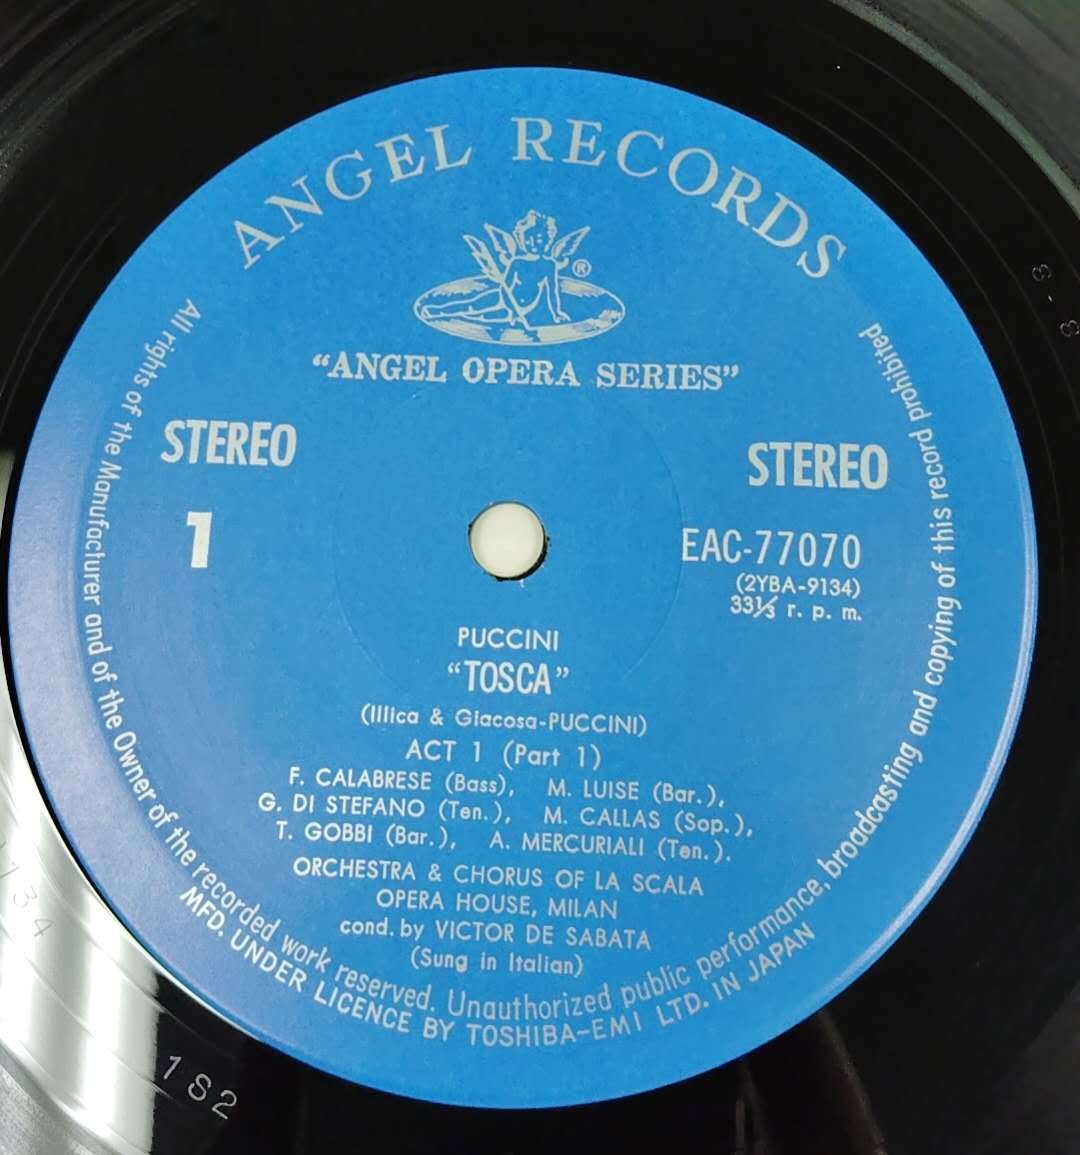 ANGEL RECORDS
®
"ANGEL OPERA SERIES"
STEREO
STEREO
1
EAC-77070
(2YBA-9134)
33⅓ r. p. m.
PUCCINI
"TOSCA"
(Illica & Giacosa-PUCCINI)
ACT 1 (Part 1)
F. CALABRESE (Bass), M. LUISE (Bar.),
G. DI STEFANO (Ten.), M. CALLAS (Sop.),
T. GOBBI (Bar.), A. MERCURIALI (Ten.).
ORCHESTRA & CHORUS OF LA SCALA
OPERA HOUSE, MILAN
cond. by VICTOR DE SABATA
(Sung in Italian)
All rights of the Manufacturer and of the Owner of the recorded work reserved. Unauthorized public performance, broadcasting and copying of this record prohibited
MFD. UNDER LICENCE BY TOSHIBA-EMI LTD. IN JAPAN
1S2